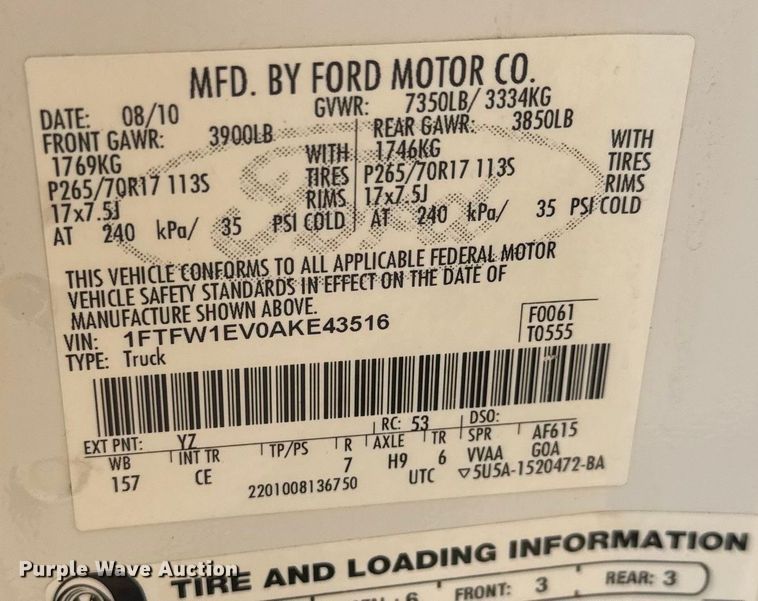 MFD. BY FORD MOTOR CO.
DATE: 08/10 GVWR: 7350LB/ 3334KG
FRONT GAWR: 3900LB REAR GAWR: 3850LB
1769KG WITH 1746KG WITH
P265/70R17 113S TIRES P265/70R17 113S TIRES
17x7.5J RIMS 17x7.5J RIMS
AT 240 kPa/ 35 PSI COLD AT 240 kPa/ 35 PSI COLD
THIS VEHICLE CONFORMS TO ALL APPLICABLE FEDERAL MOTOR
VEHICLE SAFETY STANDARDS IN EFFECT ON THE DATE OF
MANUFACTURE SHOWN ABOVE.
VIN: 1FTFW1EV0AKE43516 F0061
TYPE: Truck T0555
EXT PNT: YZ RC: 53 DSO:
WB INT TR TP/PS R AXLE TR SPR AF615
157 CE 7 H9 6 VVAA GOA
2201008136750 UTC ▽5U5A-1520472-BA
TIRE AND LOADING INFORMATION
6 FRONT: 3 REAR: 3
Purple Wave Auction